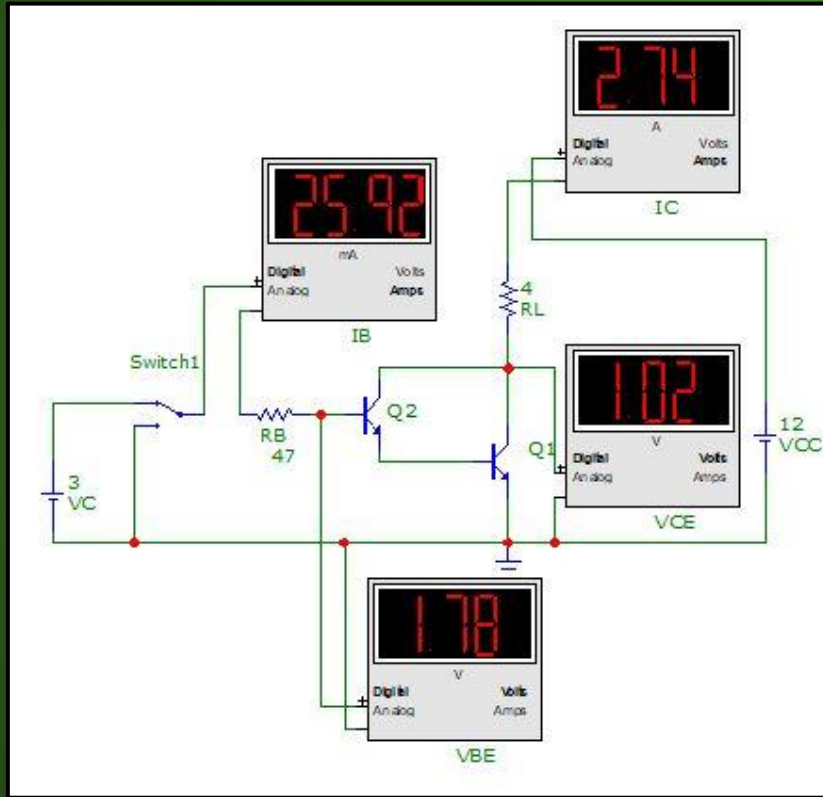 2.74
A
Digital Volts
Analog Amps
IC
25.92
mA
Digital Volts
Analog Amps
IB
4
RL
Switch1
Q2
RB
47
Q1
1.02
V
Digital Volts
Analog Amps
VCE
12
VCC
3
VC
1.78
V
Digital Volts
Analog Amps
VBE